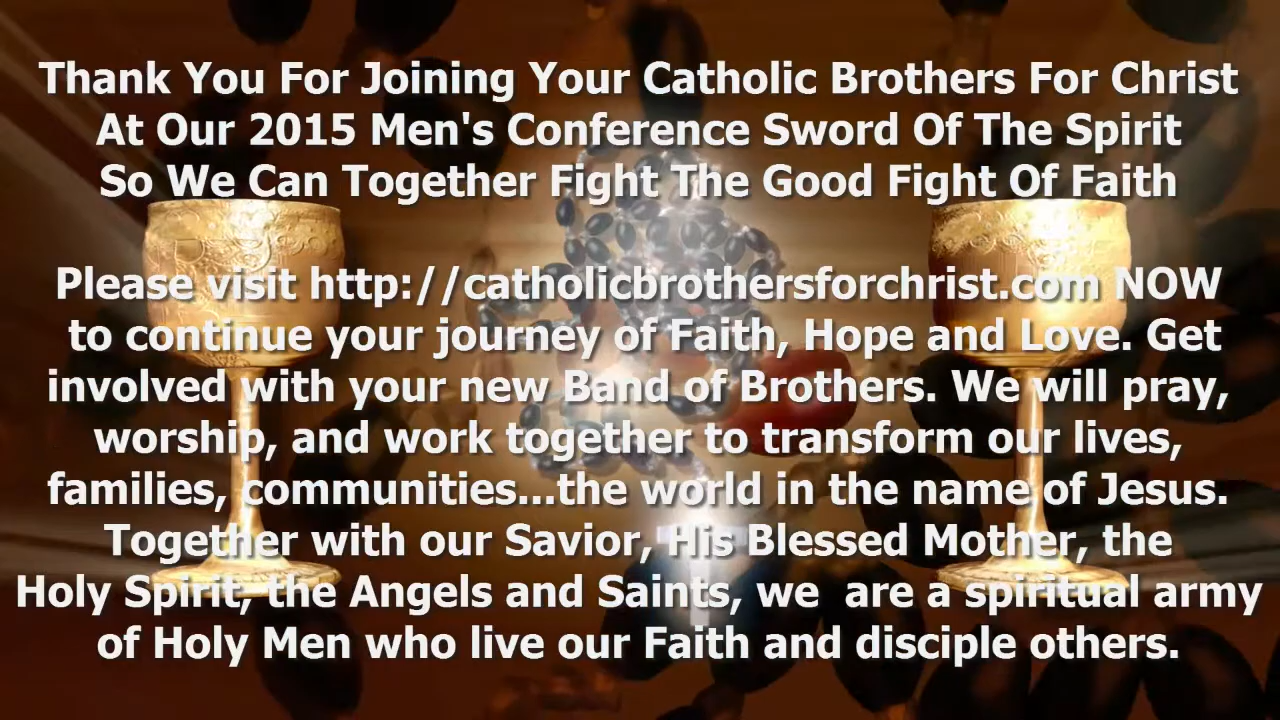 Thank You For Joining Your Catholic Brothers For Christ
At Our 2015 Men's Conference Sword Of The Spirit
So We Can Together Fight The Good Fight Of Faith
Please visit http://catholicbrothersforchrist.com NOW
to continue your journey of Faith, Hope and Love. Get
involved with your new Band of Brothers. We will pray,
worship, and work together to transform our lives,
families, communities...the world in the name of Jesus.
Together with our Savior, His Blessed Mother, the
Holy Spirit, the Angels and Saints, we  are a spiritual army
of Holy Men who live our Faith and disciple others.